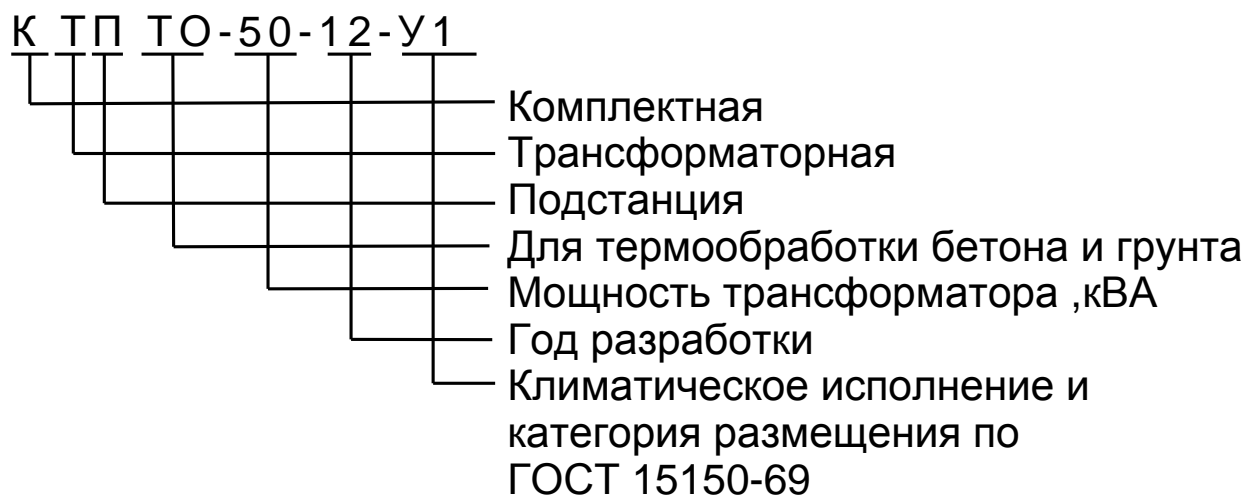 К ТП ТО-50-12-У1
Комплектная
Трансформаторная
Подстанция
Для термообработки бетона и грунта
Мощность трансформатора ,кВА
Год разработки
Климатическое исполнение и
категория размещения по
ГОСТ 15150-69